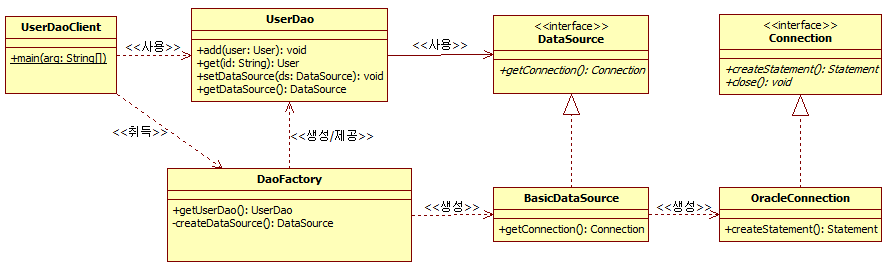 UserDaoClient
+main(arg: String[])
<<사용>>
UserDao
+add(user: User): void
+get(id: String): User
+setDataSource(ds: DataSource): void
+getDataSource(): DataSource
<<사용>>
<<interface>>
DataSource
+getConnection(): Connection
<<interface>>
Connection
+createStatement(): Statement
+close(): void
<<취득>>
<<생성/제공>>
DaoFactory
+getUserDao(): UserDao
-createDataSource(): DataSource
<<생성>>
BasicDataSource
+getConnection(): Connection
<<생성>>
OracleConnection
+createStatement(): Statement